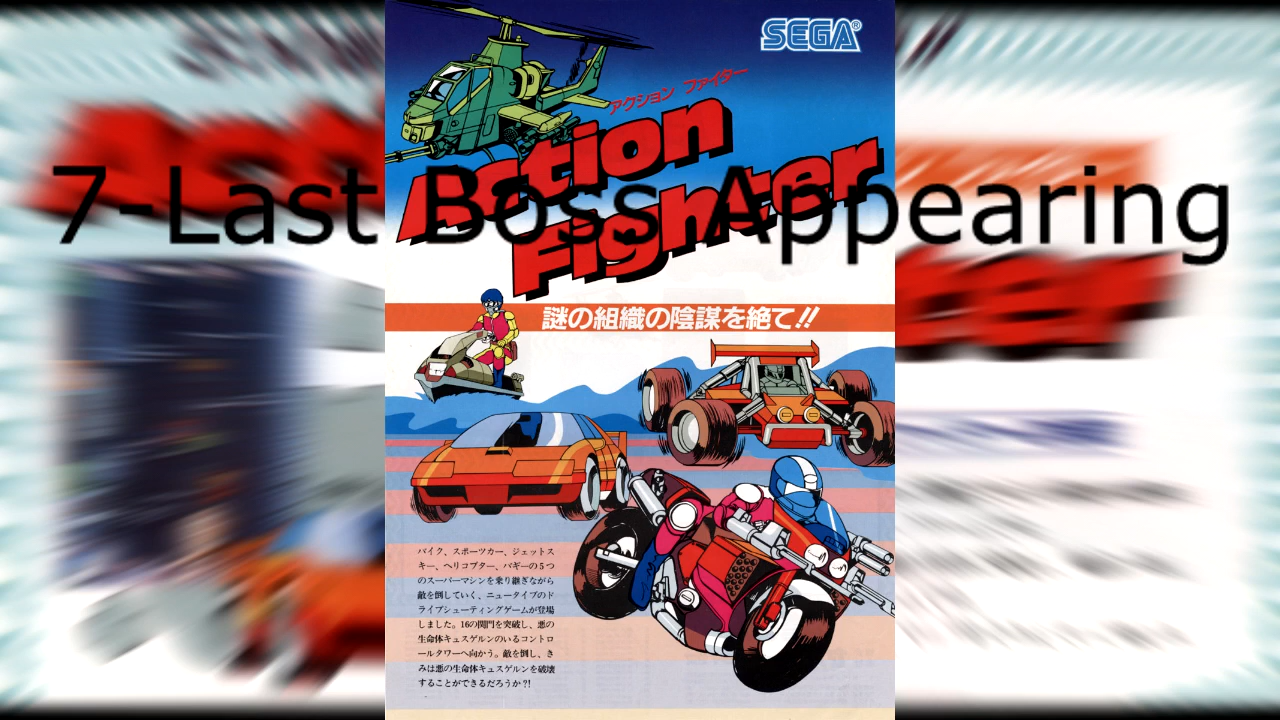 SEGA®
アクション ファイター
Action
Fighter
7-Last Boss Appearing
謎の組織の陰謀を絶て!!
バイク、スポーツカー、ジェットス
キー、ヘリコプター、バギーの5つ
のスーパーマシンを乗り継ぎながら
敵を倒していく、ニュータイプのド
ライブシューティングゲームが登場
しました。16の関門を突破し、悪の
生命体キュスゲルンのいるコントロ
ールタワーへ向かう。敵を倒し、き
みは悪の生命体キュスゲルンを破壊
することができるだろうか?!